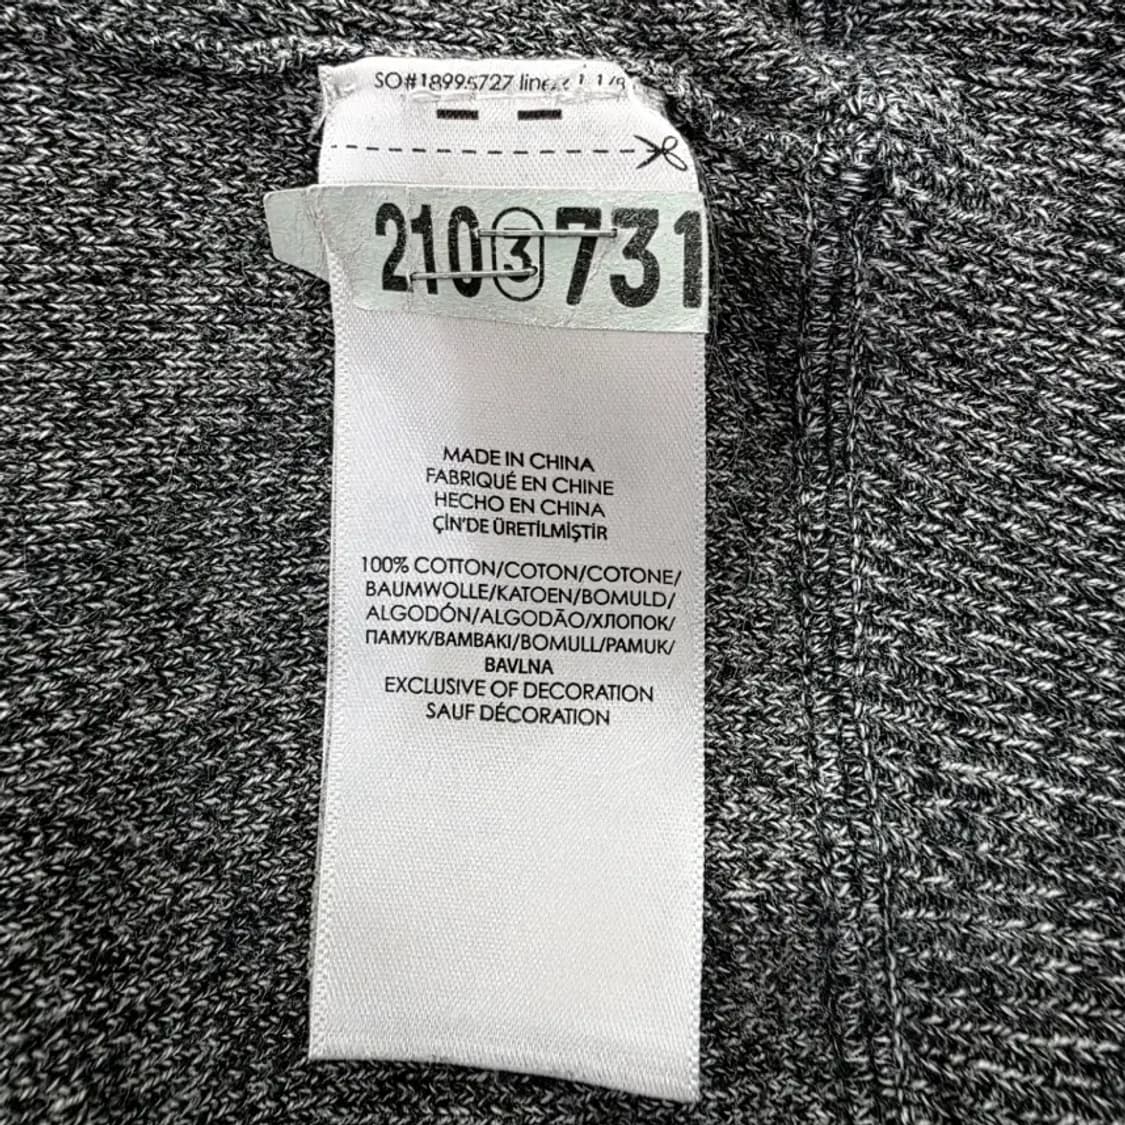 SO#18995727 line
210 3 731
MADE IN CHINA
FABRIQUÉ EN CHINE
HECHO EN CHINA
ÇİN'DE ÜRETİLMİŞTİR
100% COTTON/COTON/COTONE/
BAUMWOLLE/KATOEN/BOMULD/
ALGODÓN/ALGODÃO/ХЛОПОК/
ПАМУК/ΒΑΜΒΑΚΙ/BOMULL/PAMUK/
BAVLNA
EXCLUSIVE OF DECORATION
SAUF DÉCORATION